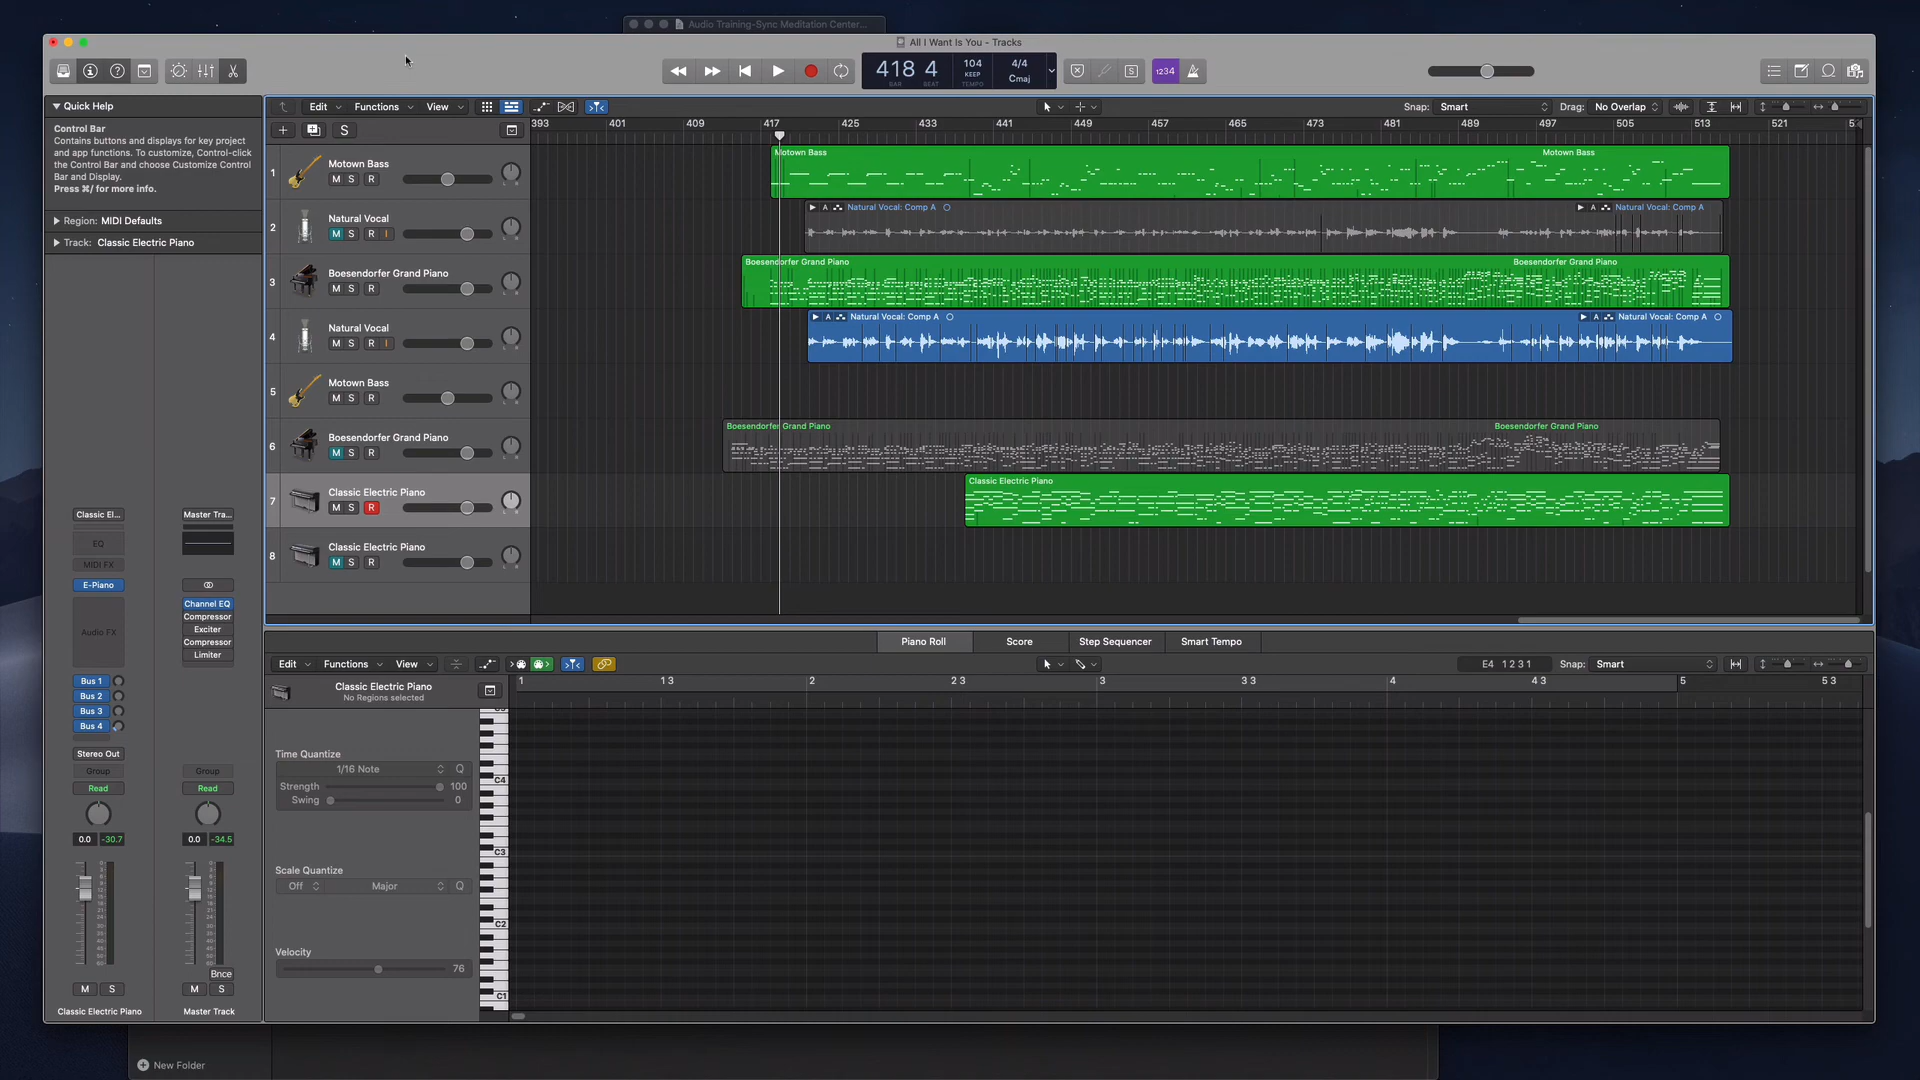 Audio Training-Sync Meditation Center...
All I Want Is You - Tracks
418 4
BAR BEAT
104
KEEP
TEMPO
4/4
Cmaj
1234
Quick Help
Control Bar
Contains buttons and displays for key project
and app functions. To customize, Control-click
the Control Bar and choose Customize Control
Bar and Display.
Press ⌘/ for more info.
Region: MIDI Defaults
Track: Classic Electric Piano
Edit Functions View
Snap: Smart Drag: No Overlap
S
393 401 409 417 425 433 441 449 457 465 473 481 489 497 505 513 521
1 Motown Bass
M S R
Motown Bass Motown Bass
2 Natural Vocal
M S R I
A Natural Vocal: Comp A A Natural Vocal: Comp A
3 Boesendorfer Grand Piano
M S R
Boesendorfer Grand Piano Boesendorfer Grand Piano
4 Natural Vocal
M S R I
A Natural Vocal: Comp A A Natural Vocal: Comp A
5 Motown Bass
M S R
6 Boesendorfer Grand Piano
M S R
Boesendorfer Grand Piano Boesendorfer Grand Piano
7 Classic Electric Piano
M S R
Classic Electric Piano
8 Classic Electric Piano
M S R
Classic El... Master Tra...
EQ
MIDI FX
E-Piano
Audio FX
Channel EQ
Compressor
Exciter
Compressor
Limiter
Bus 1
Bus 2
Bus 3
Bus 4
Stereo Out
Group Group
Read Read
0.0 -30.7 0.0 -34.5
Bnce
M S M S
Classic Electric Piano Master Track
Piano Roll Score Step Sequencer Smart Tempo
Edit Functions View
E4 1 2 3 1 Snap: Smart
Classic Electric Piano
No Regions selected
1 1 3 2 2 3 3 3 3 4 4 3 5 5 3
Time Quantize
1/16 Note Q
Strength 100
Swing 0
Scale Quantize
Off Major Q
Velocity
76
C4
C3
C2
C1
New Folder